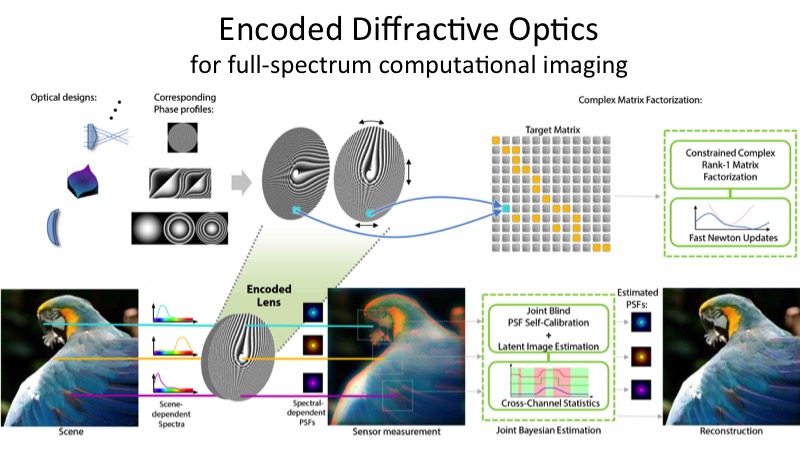 Encoded Diffractive Optics
for full-spectrum computational imaging
Optical designs:
Corresponding
Phase profiles:
Complex Matrix Factorization:
Target Matrix
Constrained Complex
Rank-1 Matrix
Factorization
Fast Newton Updates
Encoded
Lens
Estimated
PSFs:
Joint Blind
PSF Self-Calibration
+
Latent Image Estimation
Cross-Channel Statistics
Scene-
dependent
Spectra
Spectral-
dependent
PSFs
Scene
Sensor measurement
Joint Bayesian Estimation
Reconstruction